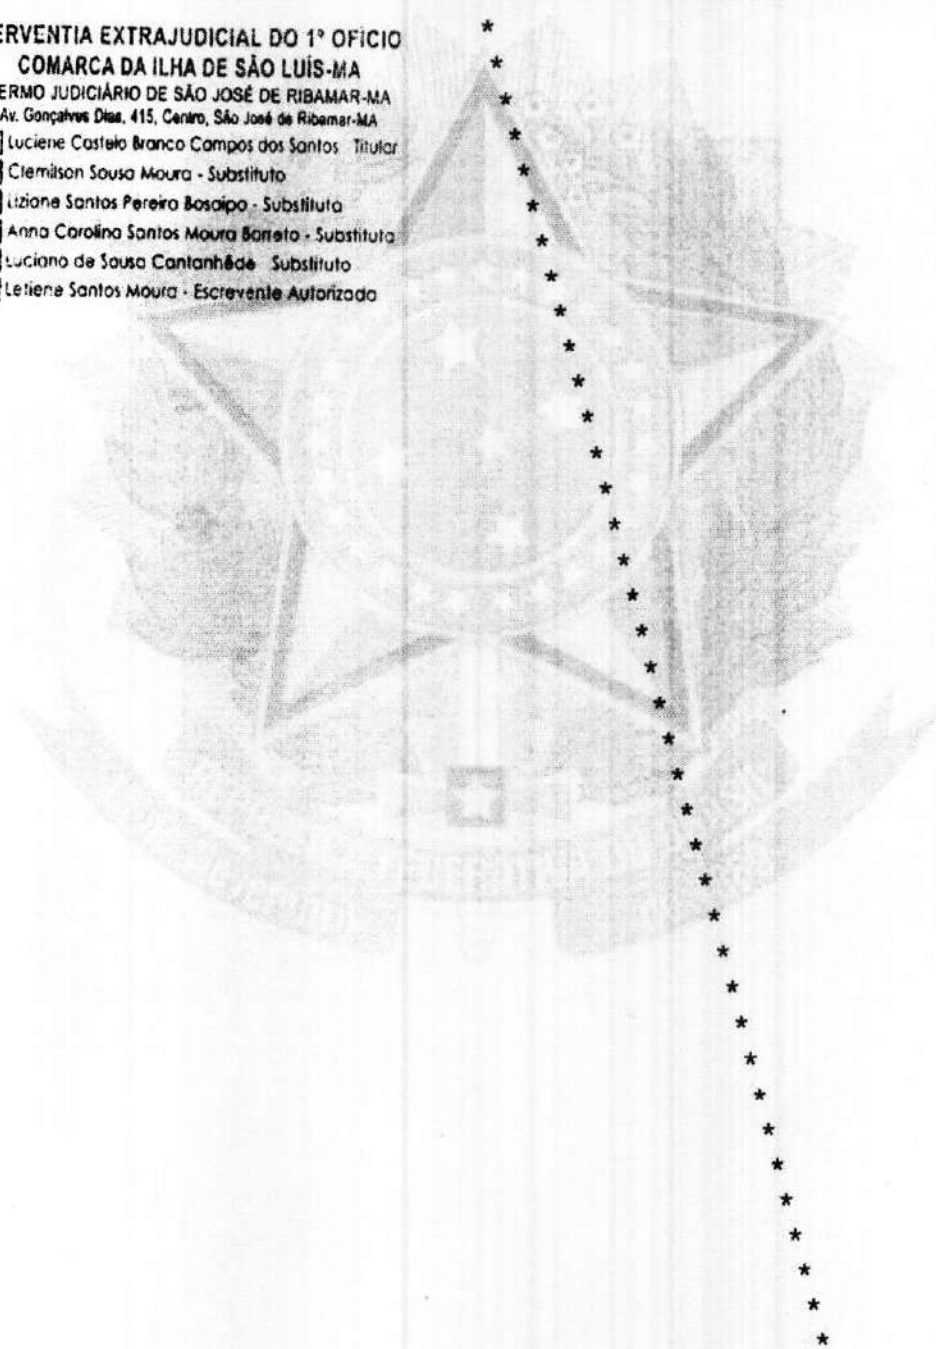 ERVENTIA EXTRAJUDICIAL DO 1º OFÍCIO
COMARCA DA ILHA DE SÃO LUÍS-MA
ERMO JUDICIÁRIO DE SÃO JOSÉ DE RIBAMAR-MA
Av. Gonçalves Dias, 415, Centro, São José de Ribamar-MA
Luciene Castelo Branco Campos dos Santos Titular
Clemilson Sousa Moura - Substituto
Liziane Santos Pereira Bosaipo - Substituta
Anna Carolina Santos Moura Barreto - Substituta
Luciano de Sousa Cantanhêde Substituto
Letiene Santos Moura - Escrevente Autorizada